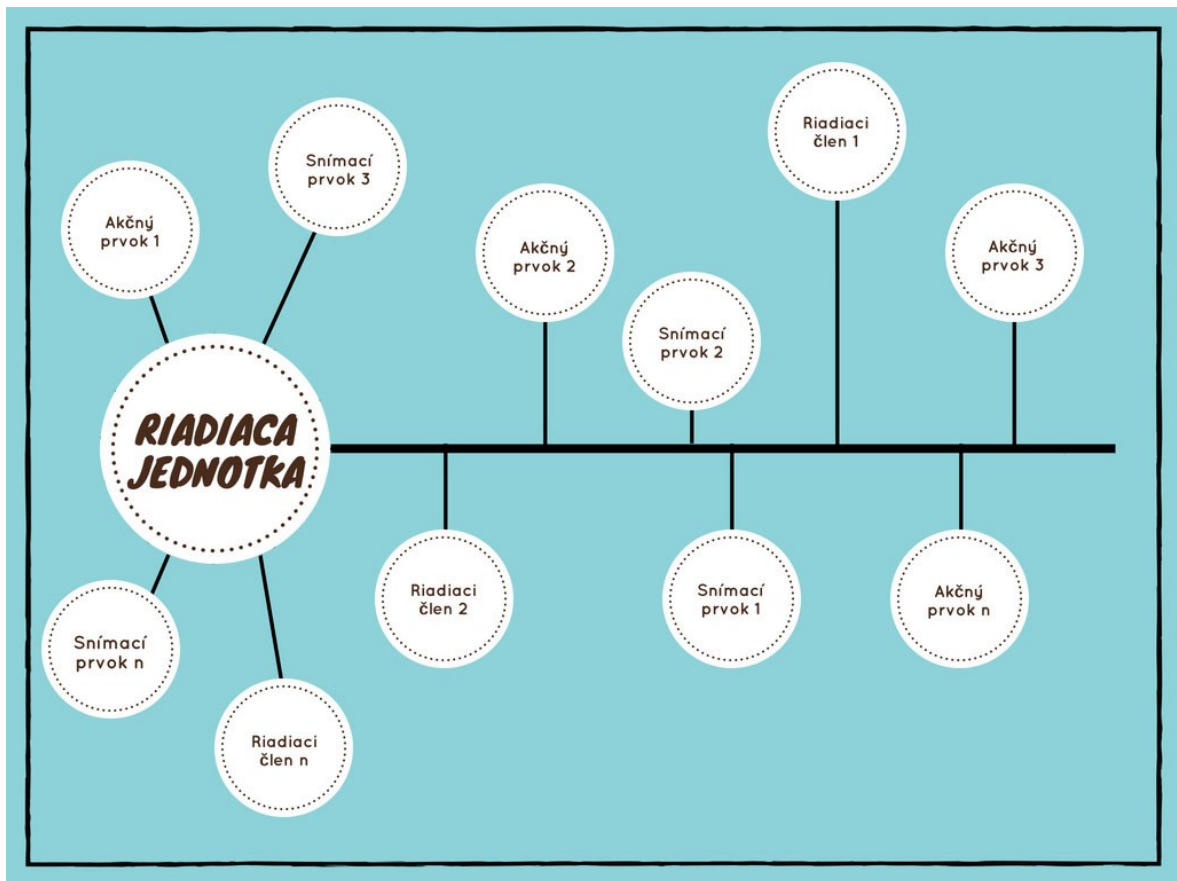 Riadiaci
člen 1
Snímací
prvok 3
Akčný
prvok 1
Akčný
prvok 2
Akčný
prvok 3
Snímací
prvok 2
RIADIACA
JEDNOTKA
Riadiaci
člen 2
Snímací
prvok 1
Akčný
prvok n
Snímací
prvok n
Riadiaci
člen n